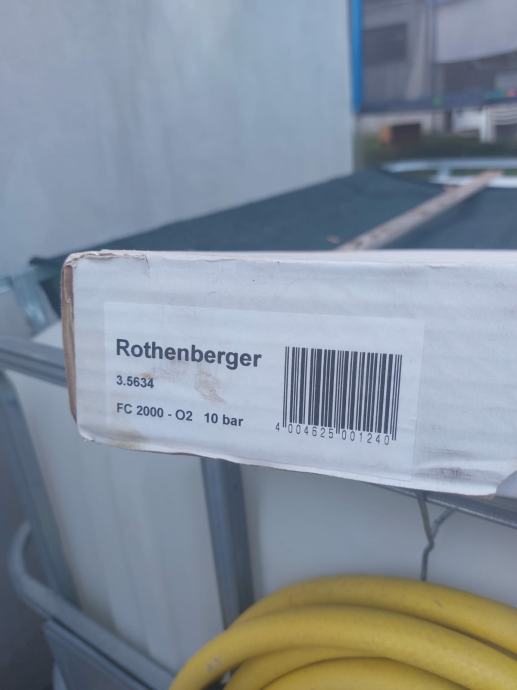 Rothenberger
3.5634
FC 2000 - O2 10 bar
4 004625 001240